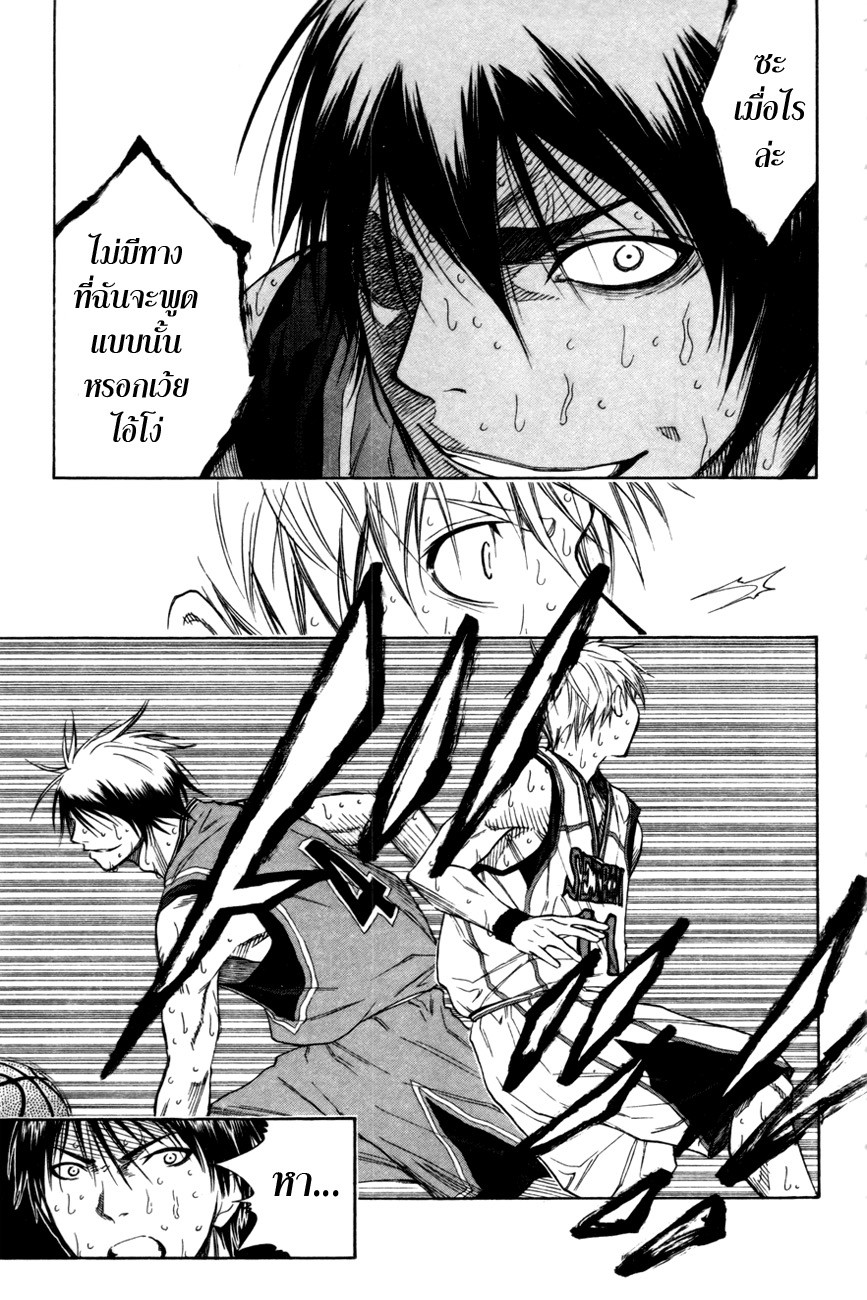 ซะ
เมื่อไร
ล่ะ
ไม่มีทาง
ที่ฉันจะพูด
แบบนั้น
หรอกเว้ย
ไอ้โง่
4
11
หา...